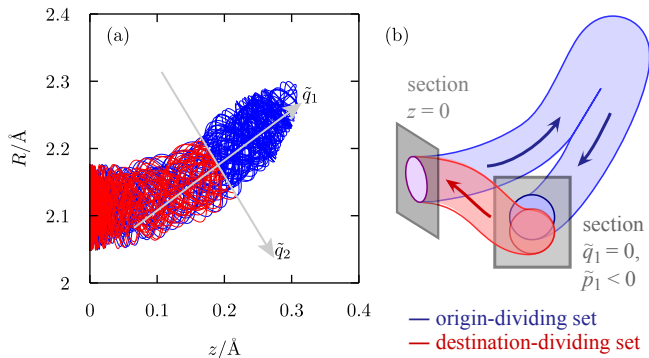 (a)
2.4
2.3
2.2
2.1
2
R/Å
0
0.1
0.2
0.3
0.4
z/Å
q̃₁
q̃₂
(b)
section
z = 0
section
q̃₁ = 0,
p̃₁ < 0
origin-dividing set
destination-dividing set